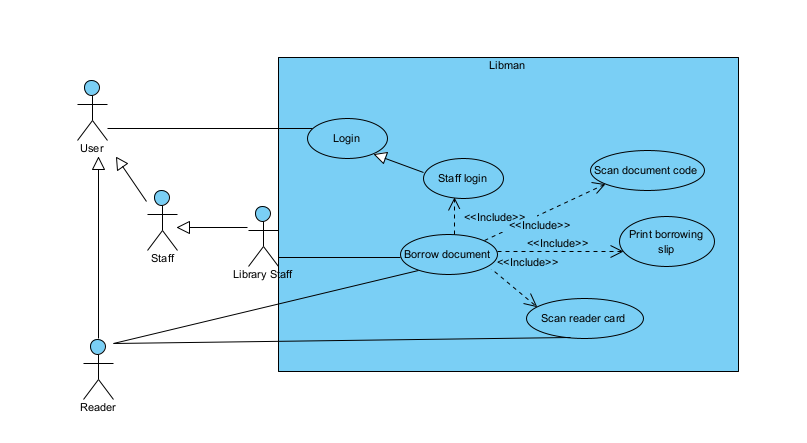 Libman
User
Login
Staff login
Scan document code
<<Include>>
<<Include>>
Print borrowing
slip
<<Include>>
Staff
Library Staff
Borrow document
<<Include>>
Scan reader card
Reader